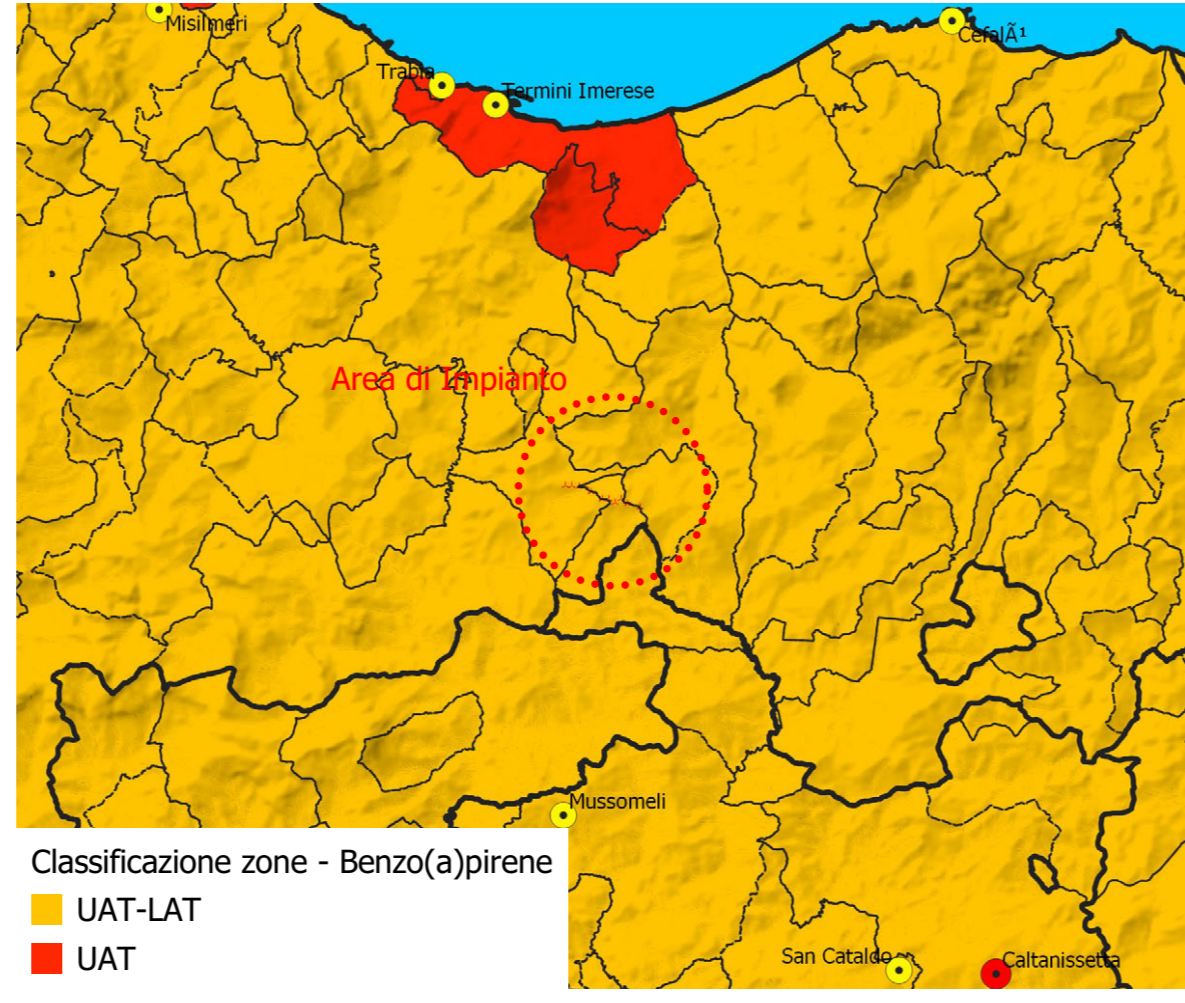 Misilmeri
CefalÃ¹
Trabia
Termini Imerese
Area di Impianto
Mussomeli
Classificazione zone - Benzo(a)pirene
UAT-LAT
UAT
San Cataldo
Caltanissetta